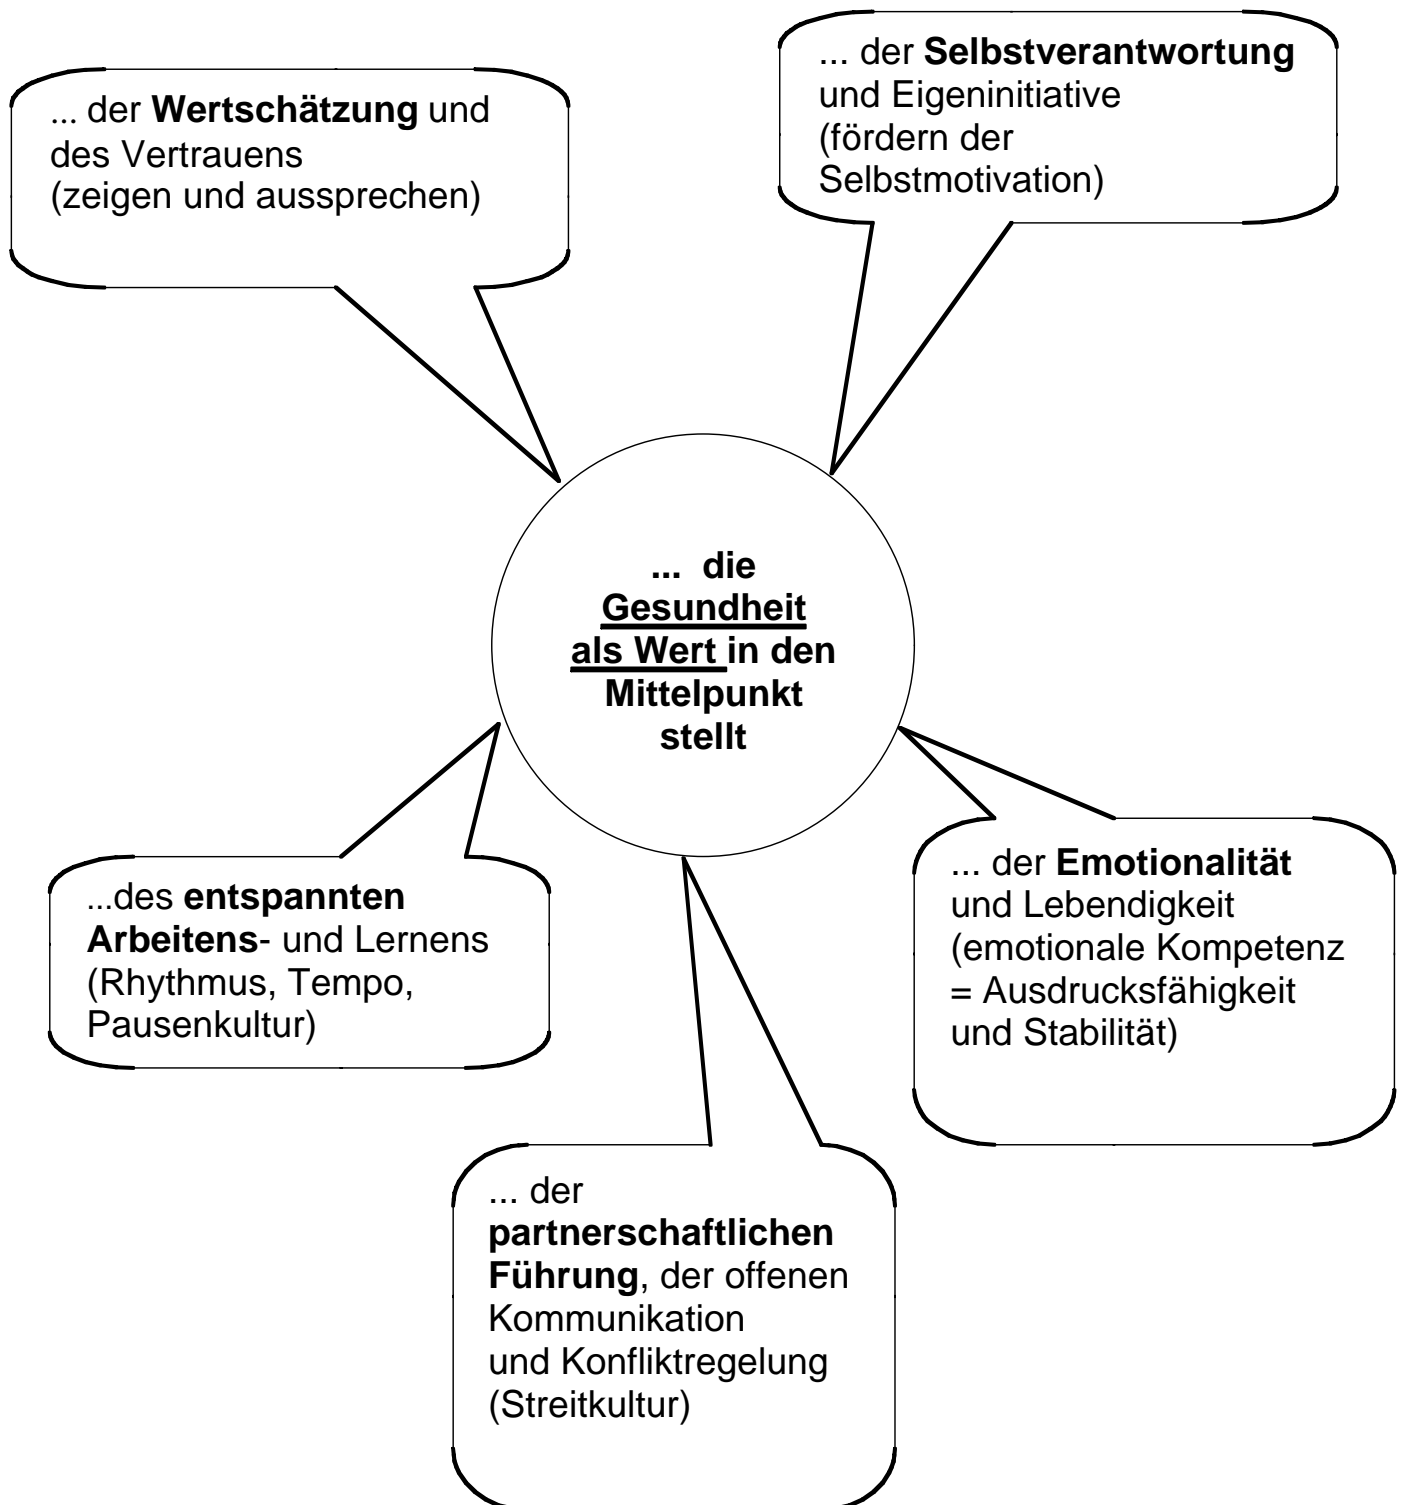 ... der Wertschätzung und
des Vertrauens
(zeigen und aussprechen)
... der Selbstverantwortung
und Eigeninitiative
(fördern der
Selbstmotivation)
... die
Gesundheit
als Wert in den
Mittelpunkt
stellt
...des entspannten
Arbeitens- und Lernens
(Rhythmus, Tempo,
Pausenkultur)
... der Emotionalität
und Lebendigkeit
(emotionale Kompetenz
= Ausdrucksfähigkeit
und Stabilität)
... der
partnerschaftlichen
Führung, der offenen
Kommunikation
und Konfliktregelung
(Streitkultur)